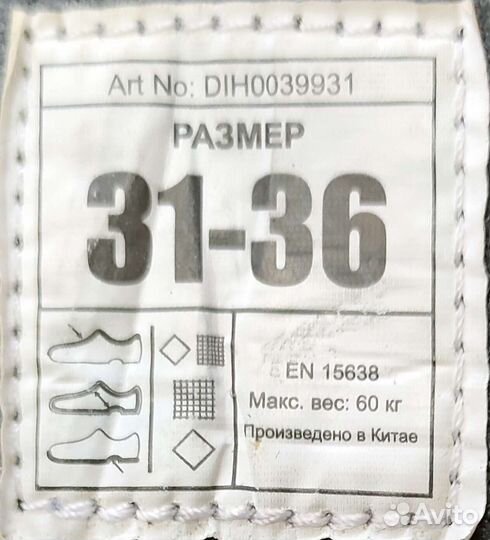 Art No: DIH0039931
РАЗМЕР
31-36
EN 15638
Макс. вес: 60 кг
Произведено в Китае
Avito